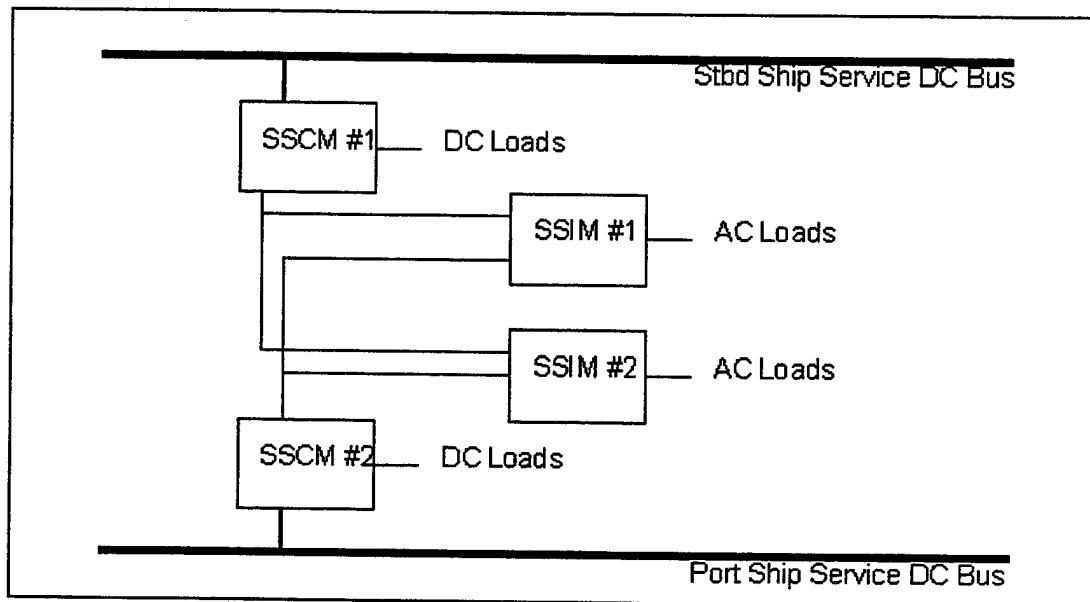 Stbd Ship Service DC Bus
SSCM #1
DC Loads
SSIM #1
AC Loads
SSIM #2
AC Loads
SSCM #2
DC Loads
Port Ship Service DC Bus